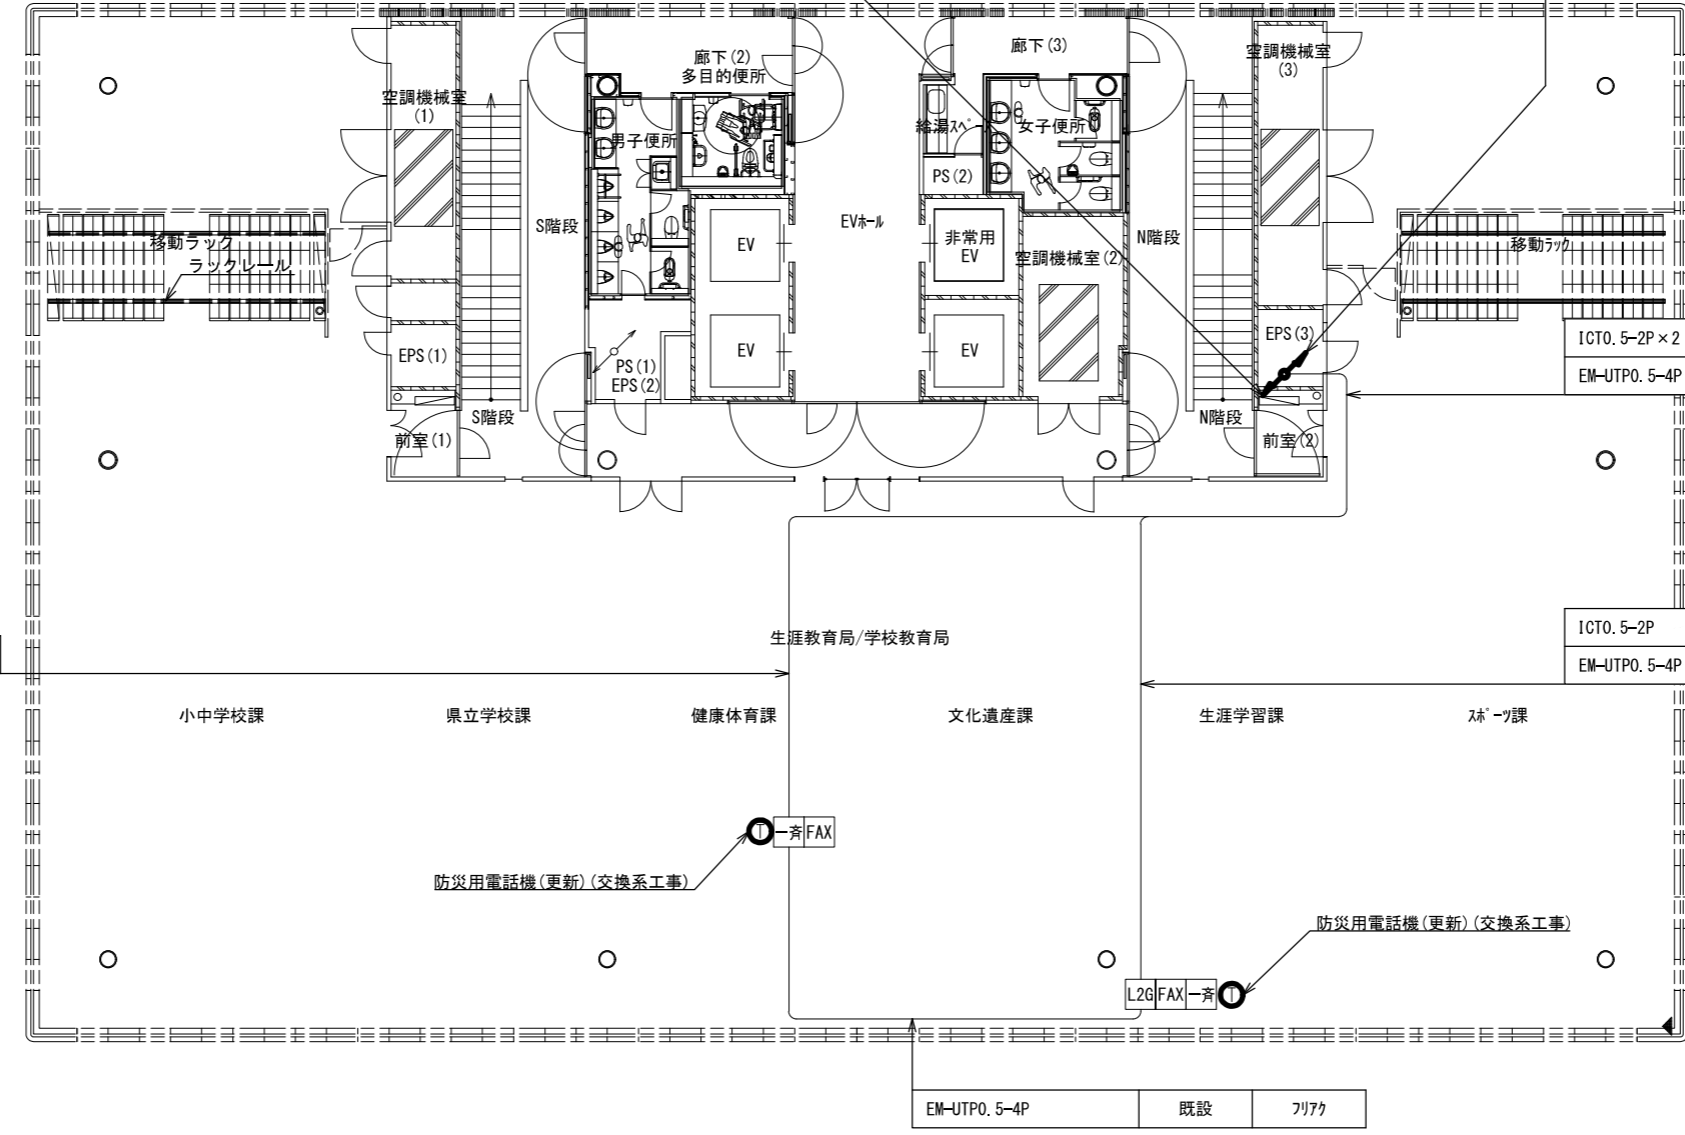 廊下(2)
多目的便所
廊下(3)
空調機械室
(3)
空調機械室
(1)
男子便所
給湯スペー
女子便所
PS(2)
S階段
EVホール
EV
非常用
EV
空調機械室(2)
N階段
移動ラック
ラックレール
移動ラック
EPS(1)
PS(1)
EPS(2)
EV
EV
EPS(3)
ICT0.5-2P×2
EM-UTP0.5-4P
前室(1)
S階段
N階段
前室(2)
生涯教育局/学校教育局
ICT0.5-2P
EM-UTP0.5-4P
小中学校課
県立学校課
健康体育課
文化遺産課
生涯学習課
スポーツ課
T 一斉 FAX
防災用電話機(更新)(交換系工事)
防災用電話機(更新)(交換系工事)
L2G FAX 一斉 T
EM-UTP0.5-4P 既設 フリアク